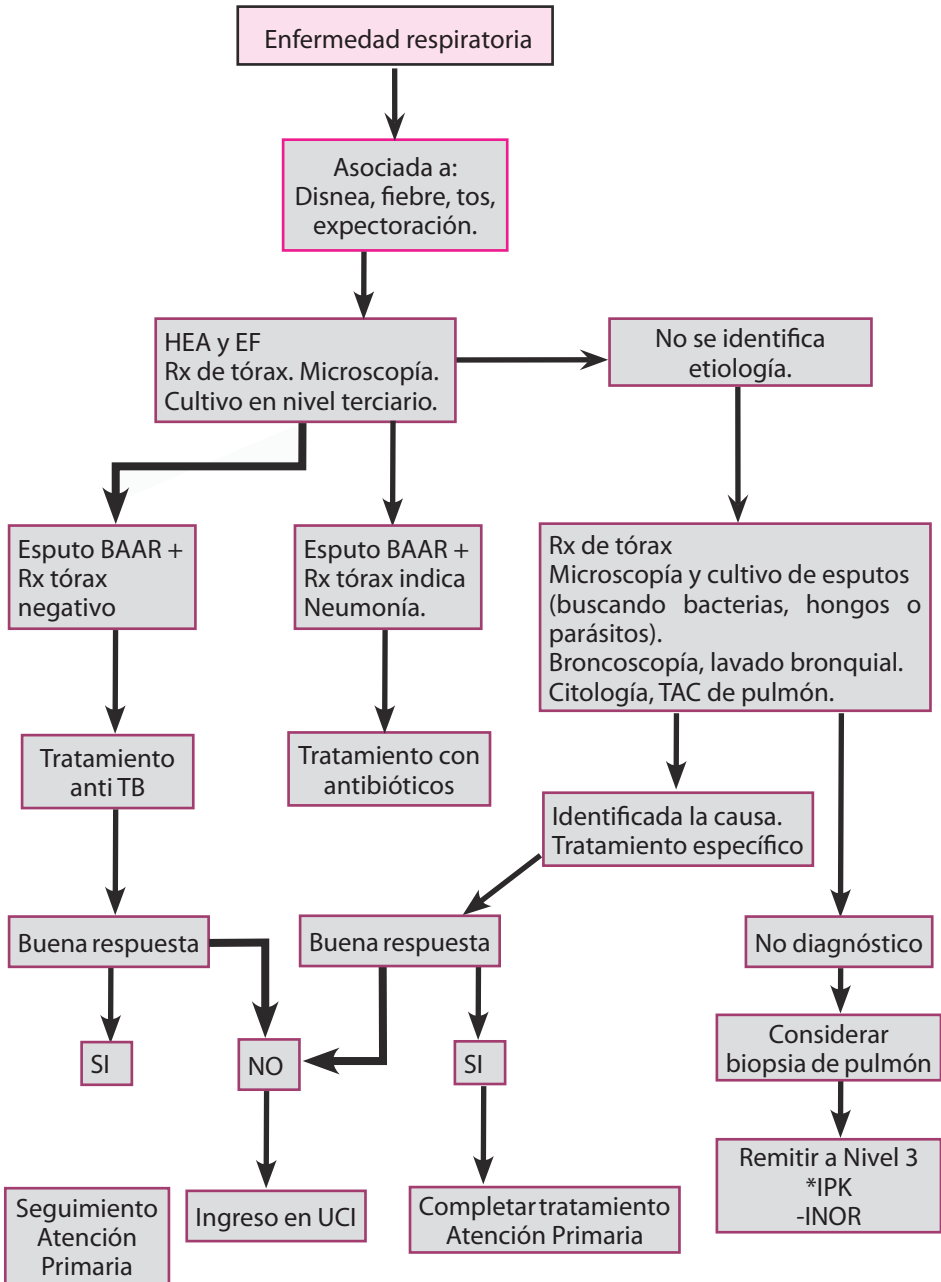 Enfermedad respiratoria
Asociada a:
Disnea, fiebre, tos,
expectoración.
HEA y EF
Rx de tórax. Microscopía.
Cultivo en nivel terciario.
No se identifica
etiología.
Esputo BAAR +
Rx tórax
negativo
Esputo BAAR +
Rx tórax indica
Neumonía.
Rx de tórax
Microscopía y cultivo de esputos
(buscando bacterias, hongos o
parásitos).
Broncoscopía, lavado bronquial.
Citología, TAC de pulmón.
Tratamiento
anti TB
Tratamiento con
antibióticos
Identificada la causa.
Tratamiento específico
Buena respuesta
Buena respuesta
No diagnóstico
SI
NO
SI
Considerar
biopsia de pulmón
Seguimiento
Atención
Primaria
Ingreso en UCI
Completar tratamiento
Atención Primaria
Remitir a Nivel 3
*IPK
-INOR